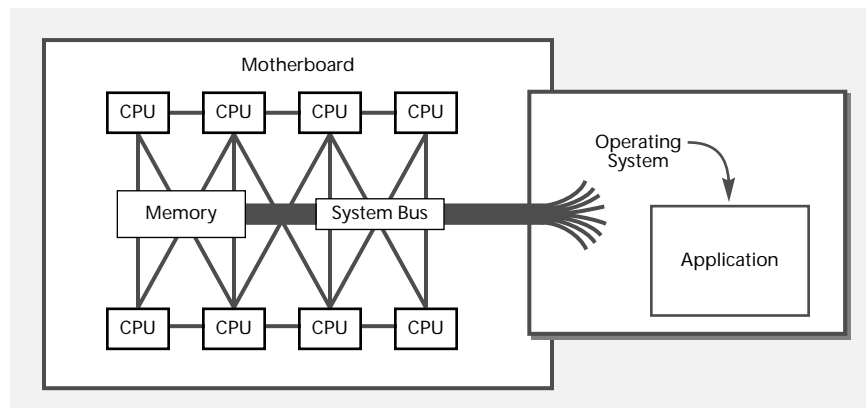 Motherboard
CPU CPU CPU CPU
Operating
System
Memory
System Bus
Application
CPU CPU CPU CPU